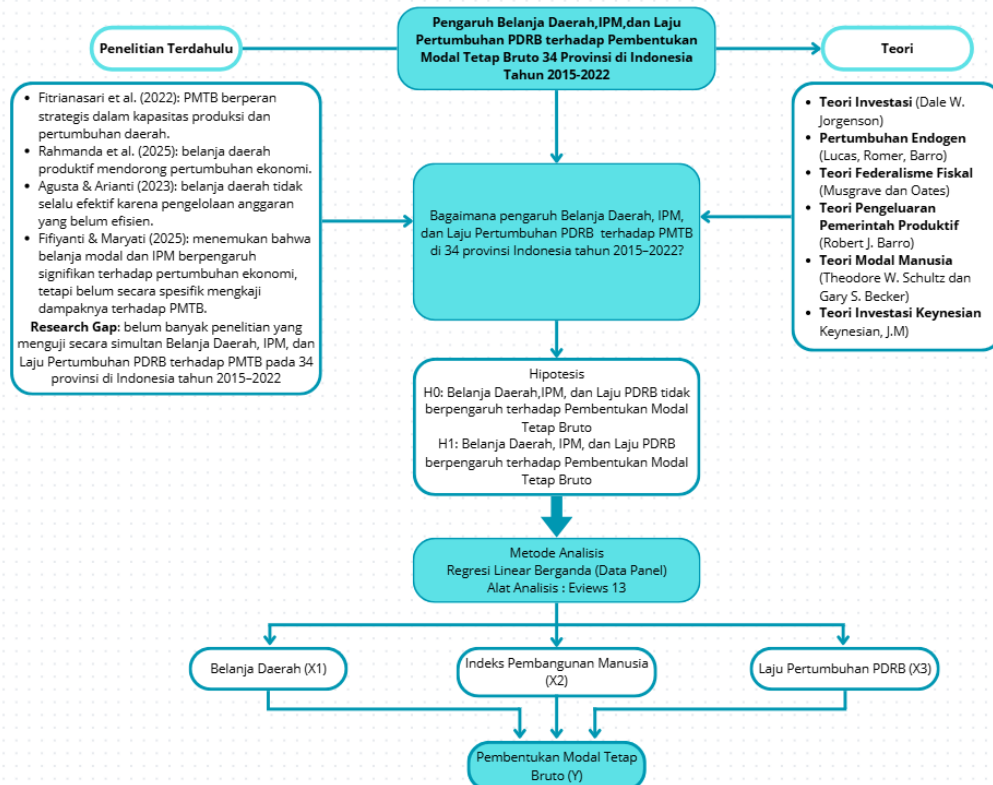 Penelitian Terdahulu
Pengaruh Belanja Daerah,IPM,dan Laju
Pertumbuhan PDRB terhadap Pembentukan
Modal Tetap Bruto 34 Provinsi di Indonesia
Tahun 2015-2022
Teori
• Fitrianasari et al. (2022): PMTB berperan
strategis dalam kapasitas produksi dan
pertumbuhan daerah.
• Rahmanda et al. (2025): belanja daerah
produktif mendorong pertumbuhan ekonomi.
• Agusta & Arianti (2023): belanja daerah tidak
selalu efektif karena pengelolaan anggaran
yang belum efisien.
• Fifiyanti & Maryati (2025): menemukan bahwa
belanja modal dan IPM berpengaruh
signifikan terhadap pertumbuhan ekonomi,
tetapi belum secara spesifik mengkaji
dampaknya terhadap PMTB.
Research Gap: belum banyak penelitian yang
menguji secara simultan Belanja Daerah, IPM, dan
Laju Pertumbuhan PDRB terhadap PMTB pada 34
provinsi di Indonesia tahun 2015–2022
Bagaimana pengaruh Belanja Daerah, IPM,
dan Laju Pertumbuhan PDRB terhadap PMTB
di 34 provinsi Indonesia tahun 2015–2022?
• Teori Investasi (Dale W.
Jorgenson)
• Pertumbuhan Endogen
(Lucas, Romer, Barro)
• Teori Federalisme Fiskal
(Musgrave dan Oates)
• Teori Pengeluaran
Pemerintah Produktif
(Robert J. Barro)
• Teori Modal Manusia
(Theodore W. Schultz dan
Gary S. Becker)
• Teori Investasi Keynesian
Keynesian, J.M)
Hipotesis
H0: Belanja Daerah,IPM, dan Laju PDRB tidak
berpengaruh terhadap Pembentukan Modal
Tetap Bruto
H1: Belanja Daerah, IPM, dan Laju PDRB
berpengaruh terhadap Pembentukan Modal
Tetap Bruto
Metode Analisis
Regresi Linear Berganda (Data Panel)
Alat Analisis : Eviews 13
Belanja Daerah (X1)
Indeks Pembangunan Manusia
(X2)
Laju Pertumbuhan PDRB (X3)
Pembentukan Modal Tetap
Bruto (Y)